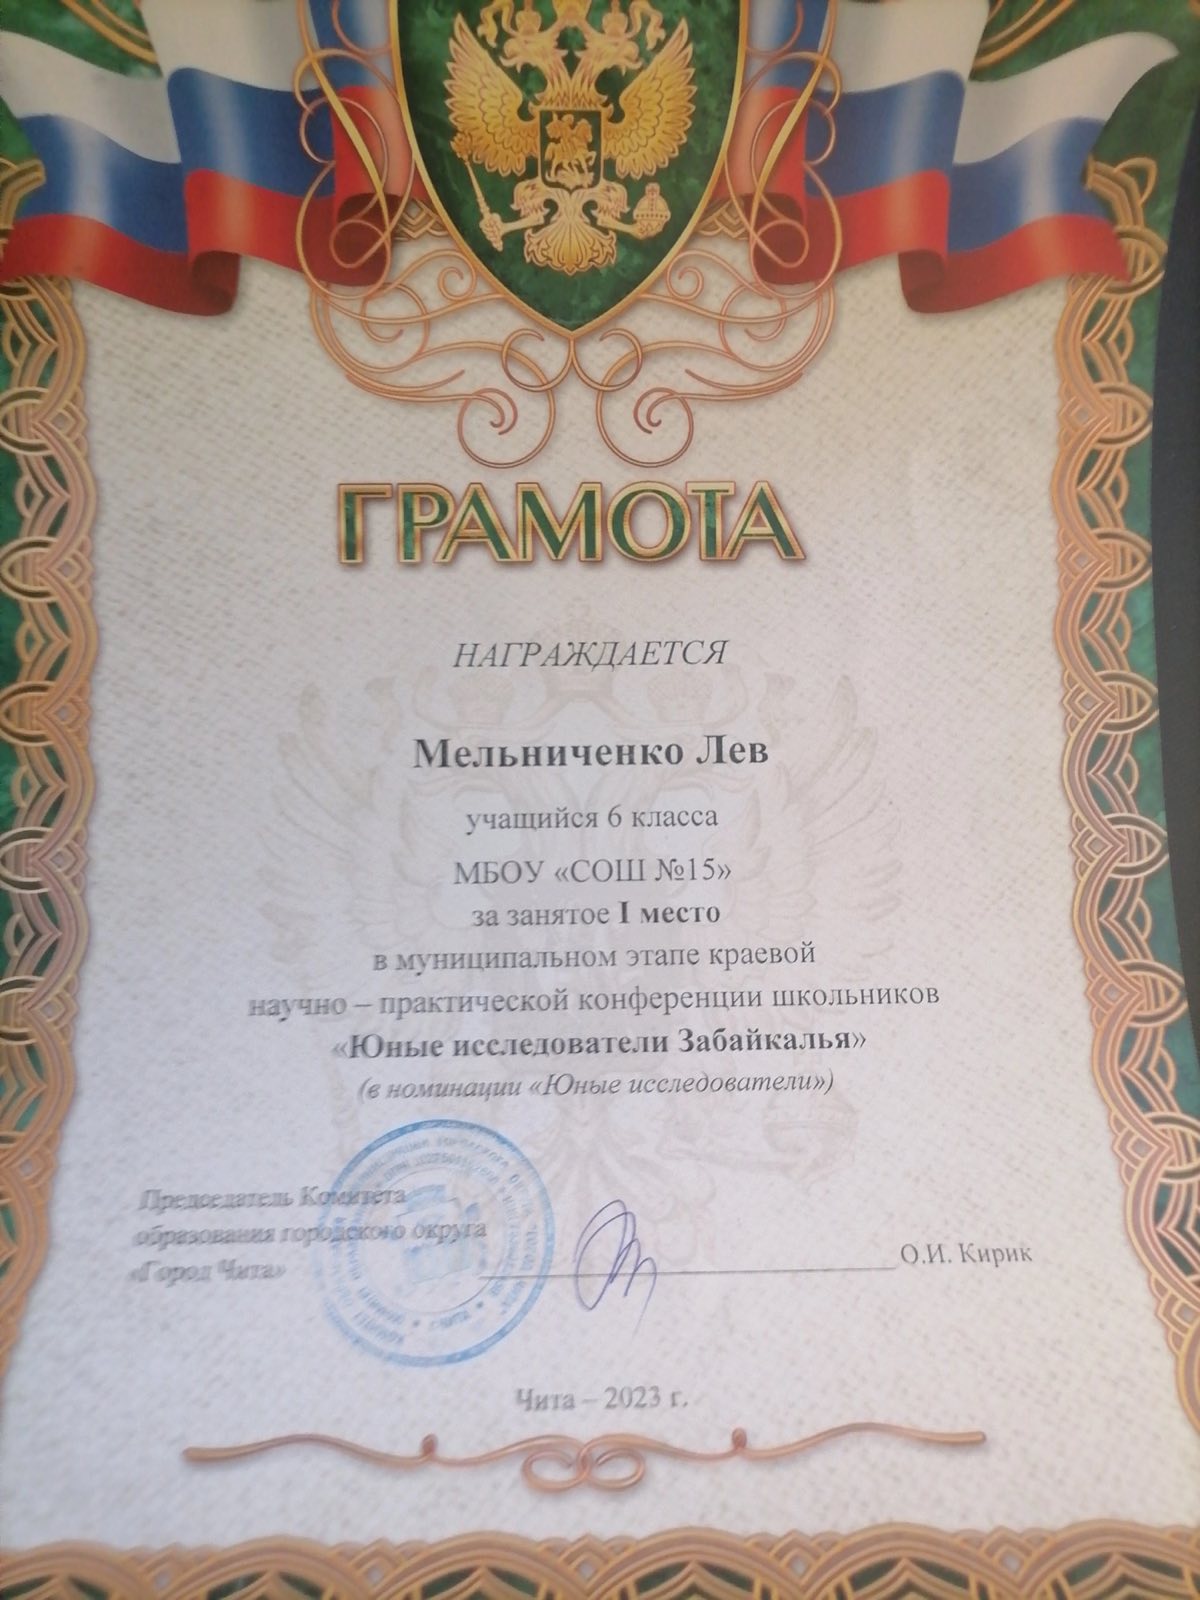 ГРАМОТА
НАГРАЖДАЕТСЯ
Мельниченко Лев
учащийся 6 класса
МБОУ «СОШ №15»
за занятое I место
в муниципальном этапе краевой
научно – практической конференции школьников
«Юные исследователи Забайкалья»
(в номинации «Юные исследователи»)
Председатель Комитета
образования городского округа
«Город Чита»
О.И. Кирик
Чита – 2023 г.